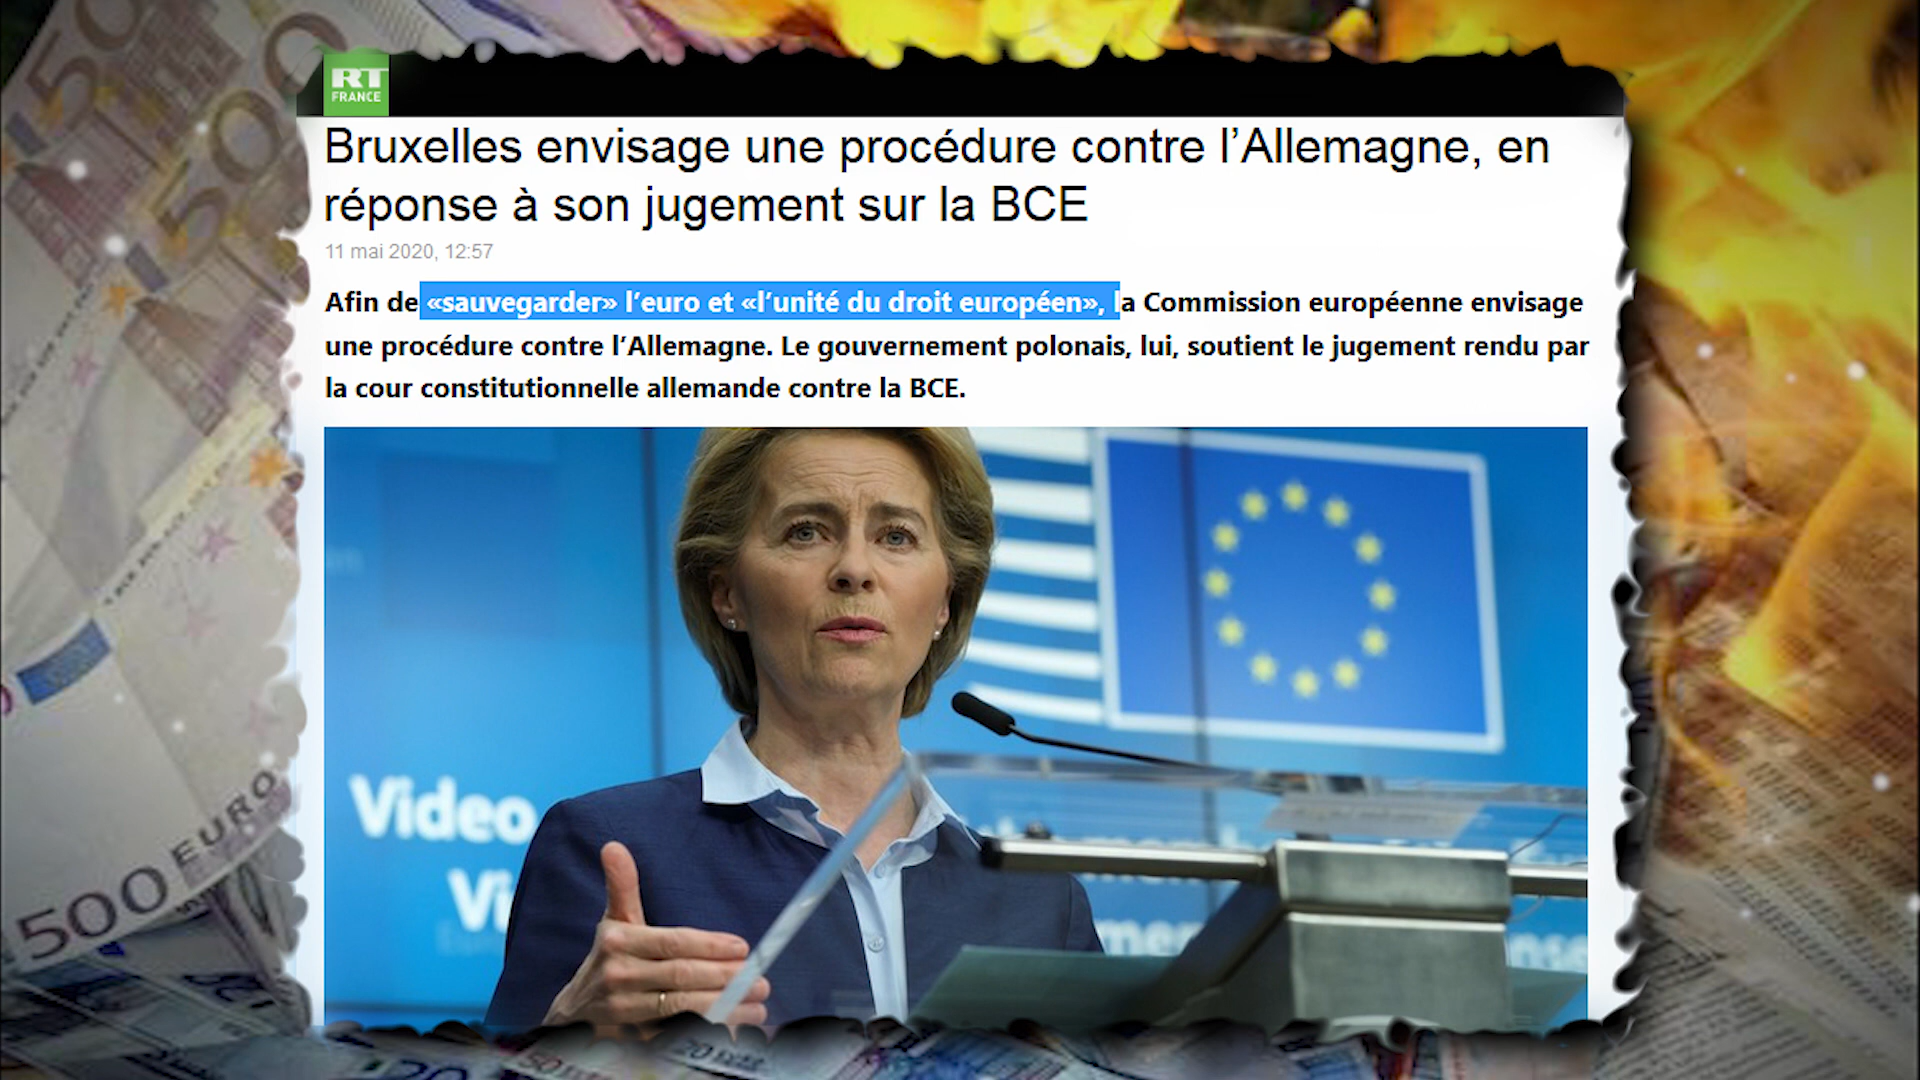 RT
FRANCE
Bruxelles envisage une procédure contre l’Allemagne, en
réponse à son jugement sur la BCE
11 mai 2020, 12:57
Afin de «sauvegarder» l’euro et «l’unité du droit européen», la Commission européenne envisage
une procédure contre l’Allemagne. Le gouvernement polonais, lui, soutient le jugement rendu par
la cour constitutionnelle allemande contre la BCE.
Video
Vi
500 EURO